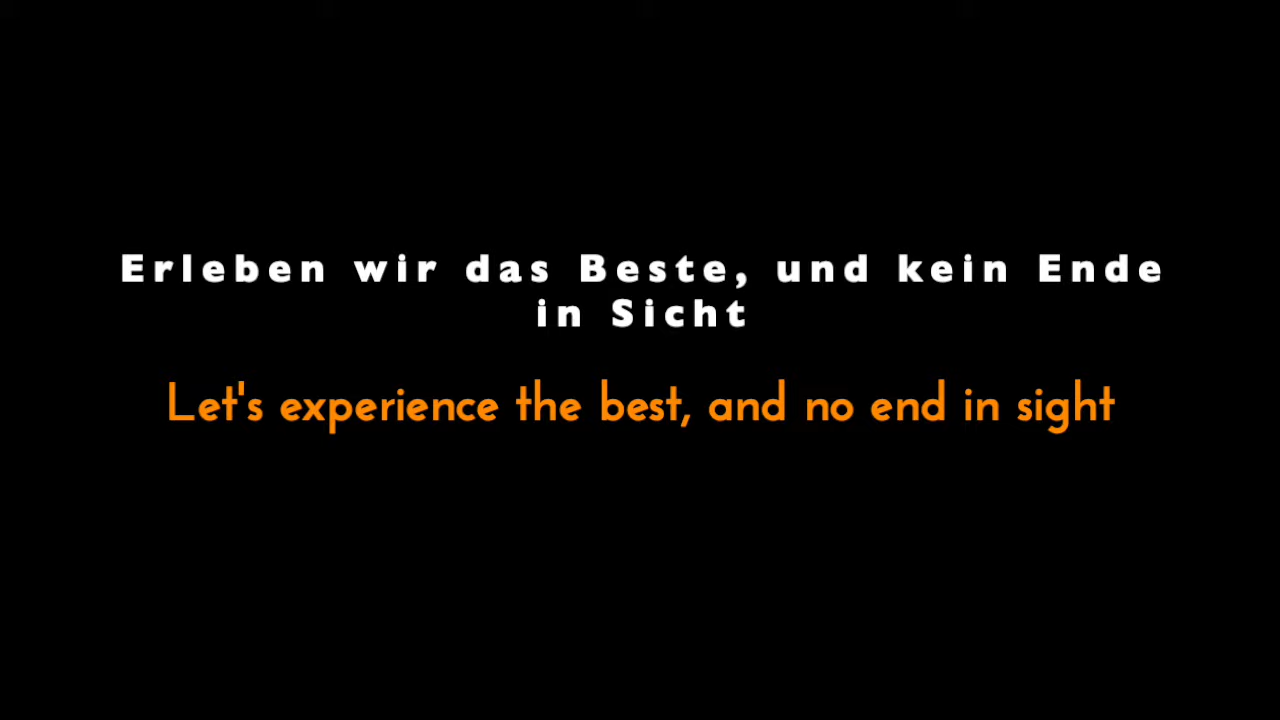 Erleben wir das Beste, und kein Ende
in Sicht
Let's experience the best, and no end in sight